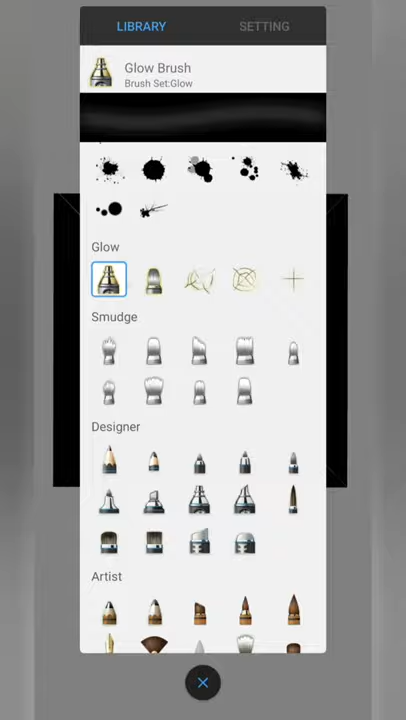 LIBRARY
SETTING
Glow Brush
Brush Set:Glow
Glow
Smudge
Designer
Artist